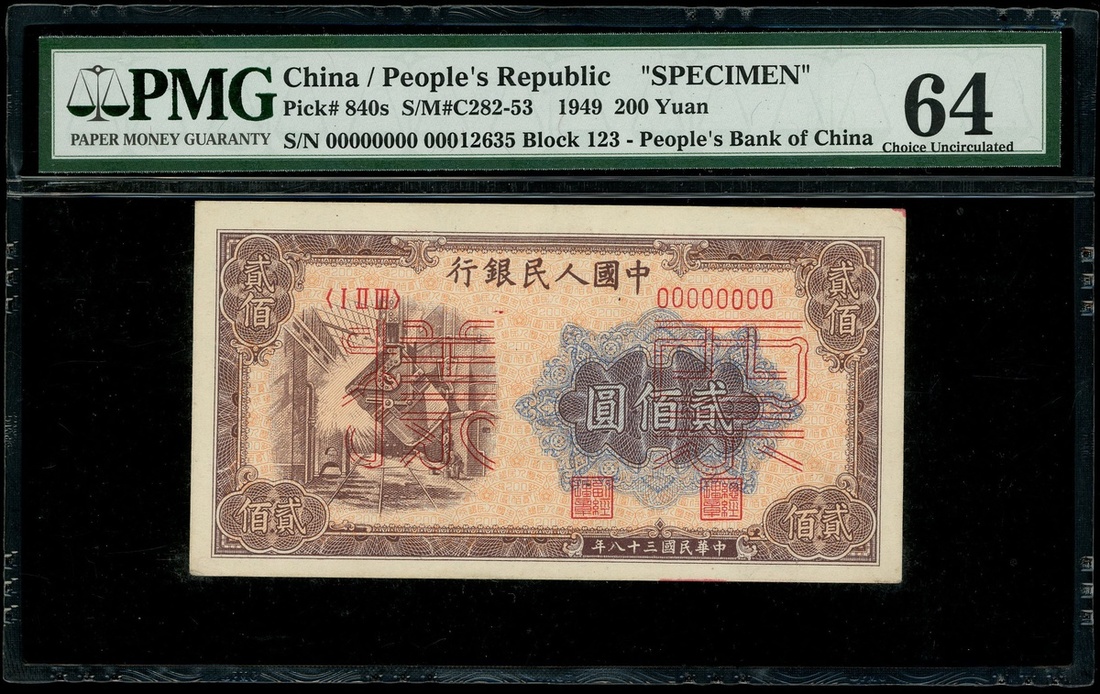 PMG
PAPER MONEY GUARANTY
China / People's Republic "SPECIMEN"
Pick# 840s S/M#C282-53 1949 200 Yuan
S/N 00000000 00012635 Block 123 - People's Bank of China
64
Choice Uncirculated
行銀民人國中
貳佰
貳佰
〈I II III〉
00000000
圓佰貳
佰貳
佰貳
年八十三國民華中